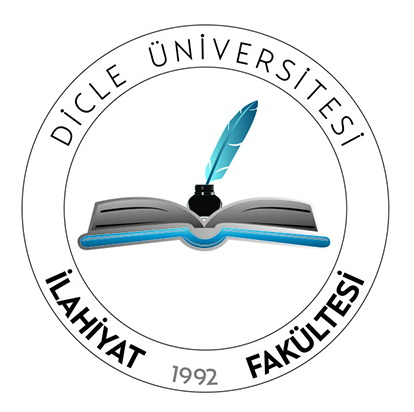 DİCLE ÜNİVERSİTESİ
İLAHİYAT FAKÜLTESİ
1992